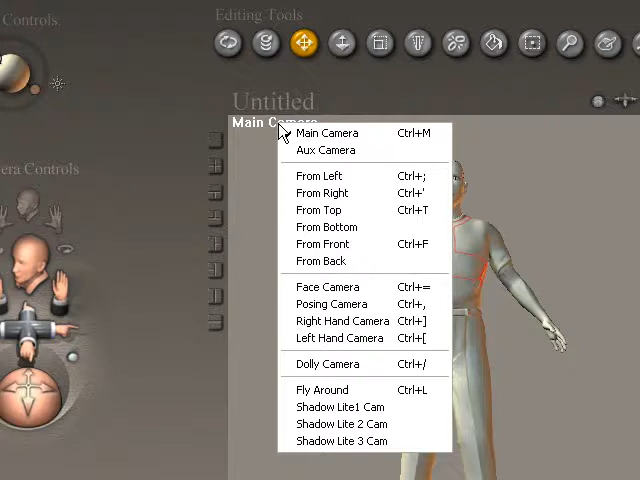 Controls.
Editing Tools
Untitled
Main Camera
Main Camera Ctrl+M
Aux Camera
From Left Ctrl+;
From Right Ctrl+'
From Top Ctrl+T
From Bottom
From Front Ctrl+F
From Back
Face Camera Ctrl+=
Posing Camera Ctrl+,
Right Hand Camera Ctrl+]
Left Hand Camera Ctrl+[
Dolly Camera Ctrl+/
Fly Around Ctrl+L
Shadow Lite1 Cam
Shadow Lite 2 Cam
Shadow Lite 3 Cam
era Controls